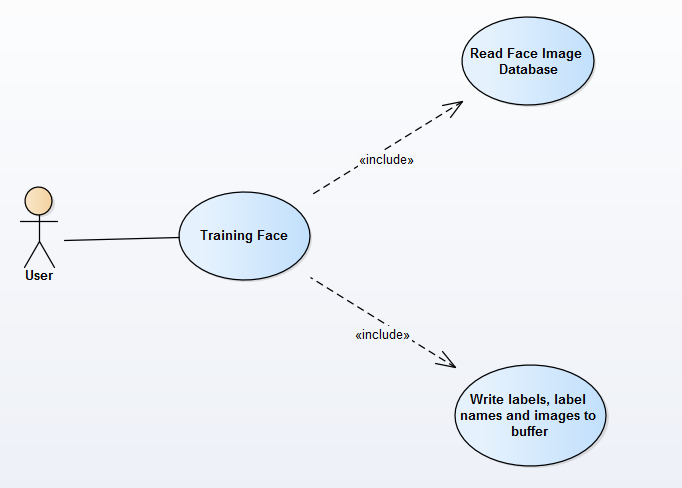 Read Face Image
Database
«include»
Training Face
User
«include»
Write labels, label
names and images to
buffer